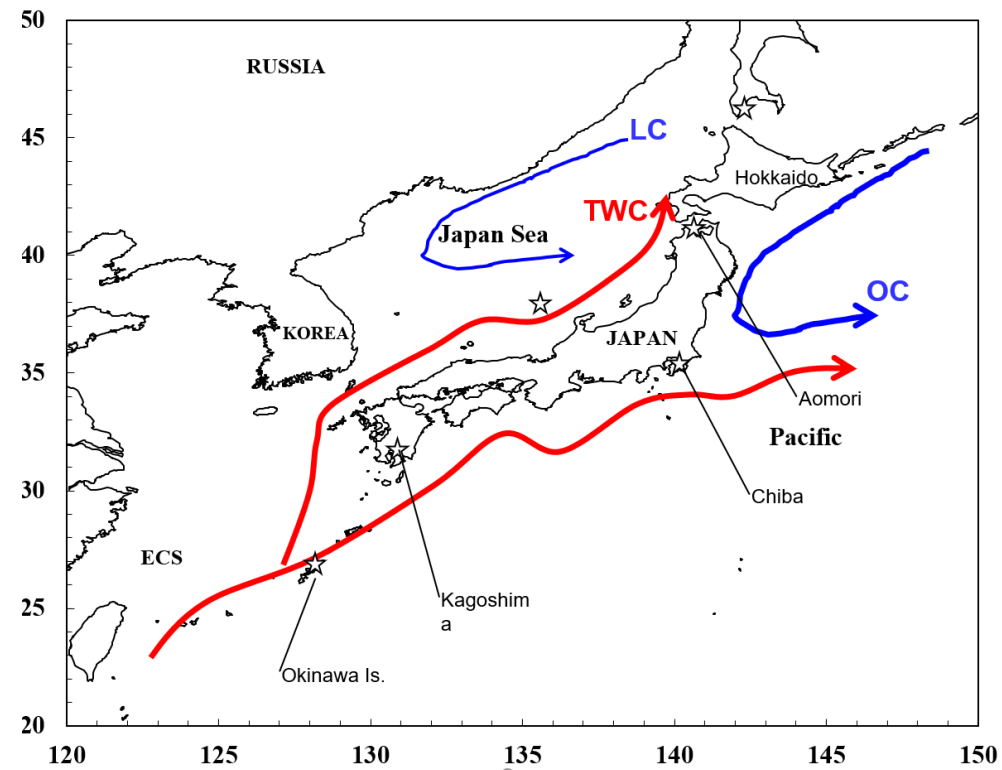 50
RUSSIA
45
LC
Hokkaido
TWC
Japan Sea
40
OC
KOREA
JAPAN
35
Aomori
Pacific
30
Chiba
ECS
Kagoshim
a
25
Okinawa Is.
20
120
125
130
135
140
145
150